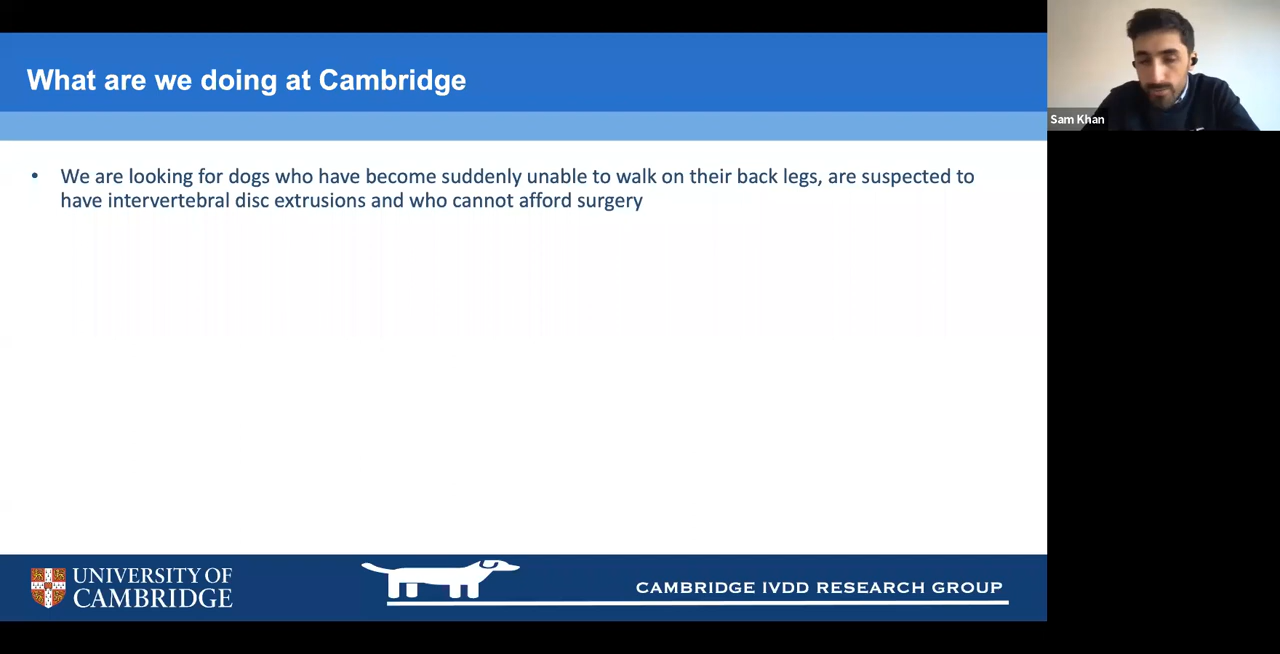 What are we doing at Cambridge
Sam Khan
• We are looking for dogs who have become suddenly unable to walk on their back legs, are suspected to
have intervertebral disc extrusions and who cannot afford surgery
UNIVERSITY OF
CAMBRIDGE
CAMBRIDGE IVDD RESEARCH GROUP